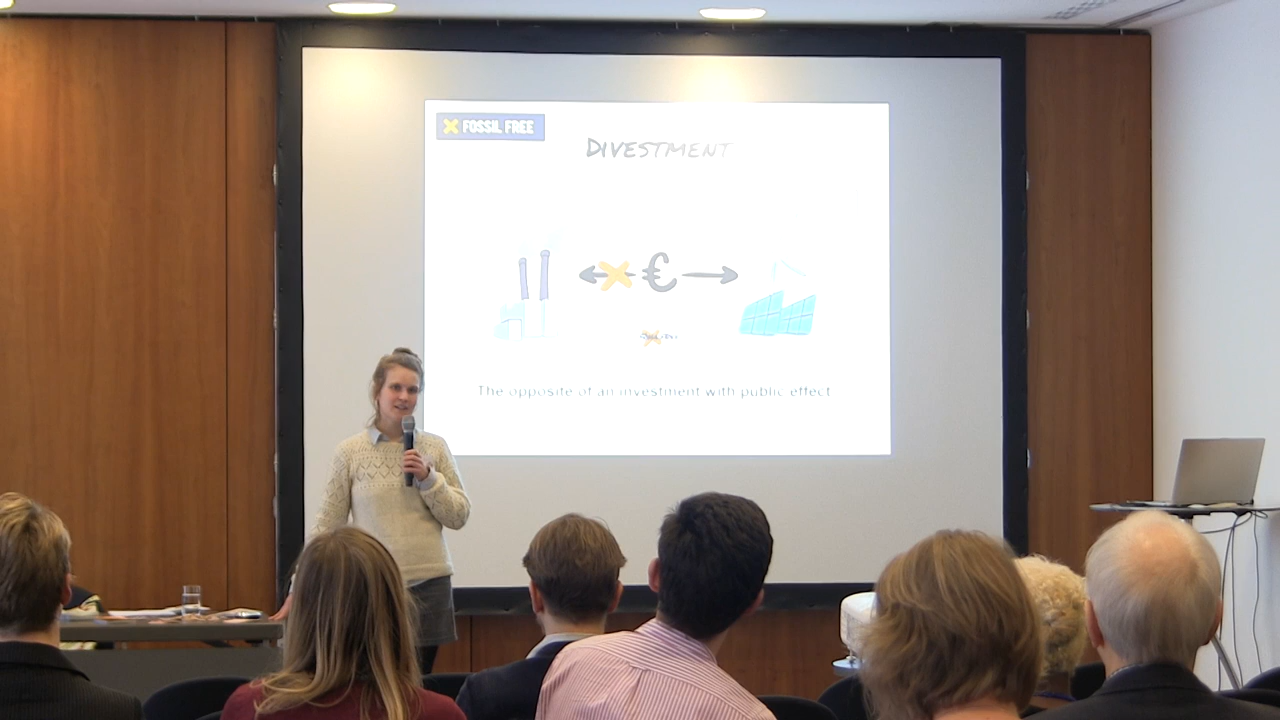 FOSSIL FREE
DIVESTMENT
€
The opposite of an investment with public effect